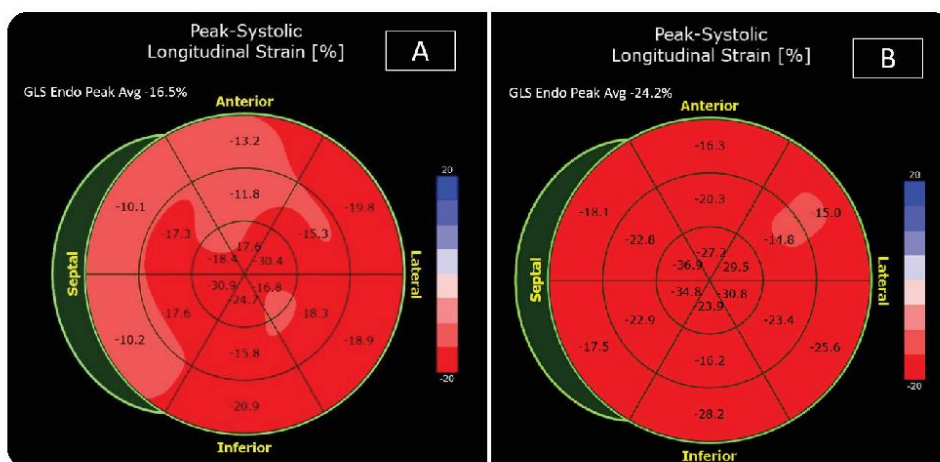 Peak-Systolic
Longitudinal Strain [%]
A
GLS Endo Peak Avg -16.5%
Anterior
-13.2
20
-11.8
-10.1
-19.8
-17.3
-15.3
17.6
-18.4
-30.4
Septal
Lateral
-30.9
-16.8
-24.7
-17.6
18.3
-10.2
-18.9
-15.8
-20
-20.9
Inferior
Peak-Systolic
Longitudinal Strain [%]
B
GLS Endo Peak Avg -24.2%
Anterior
-16.3
20
-20.3
-18.1
-15.0
-22.8
-14.8
-27.2
-36.9
29.5
Septal
Lateral
-34.8
-30.8
-23.9
-22.9
-23.4
-17.5
-25.6
-16.2
-20
-28.2
Inferior